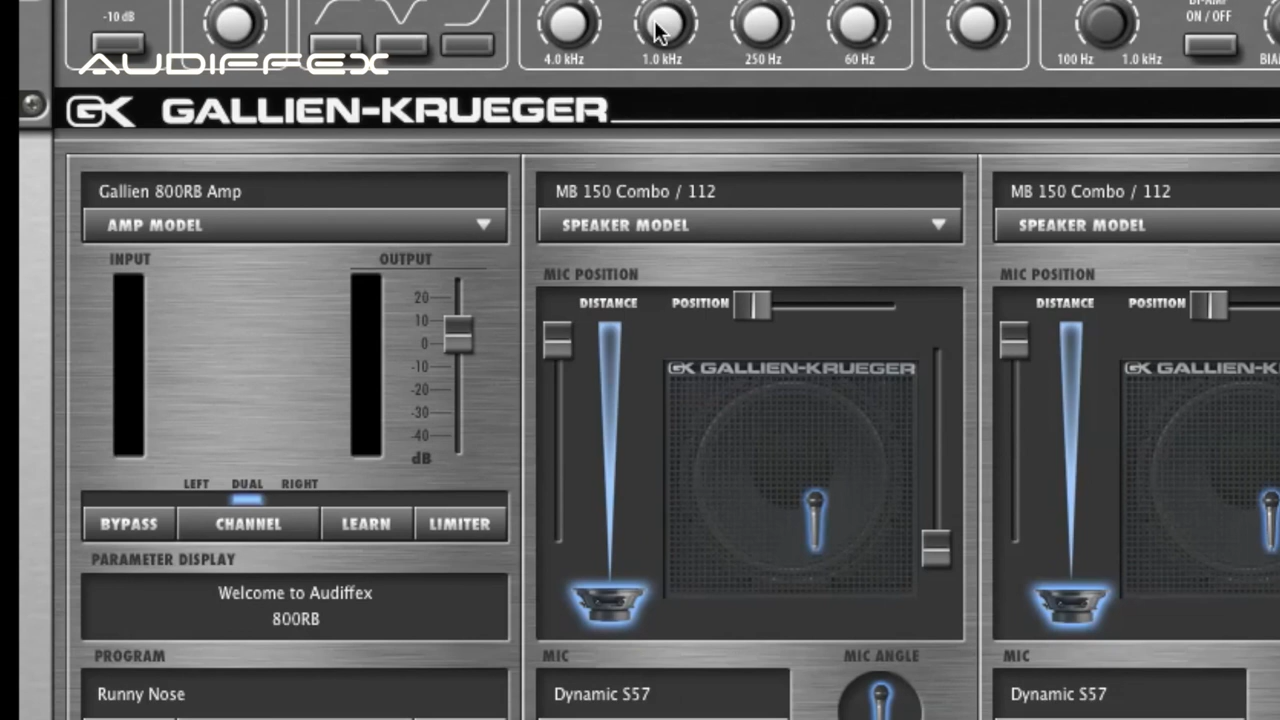 -10 dB
ON / OFF
4.0 kHz 1.0 kHz 250 Hz 60 Hz 100 Hz 1.0 kHz
AUDIFFEX
GK GALLIEN-KRUEGER
Gallien 800RB Amp
AMP MODEL
INPUT OUTPUT
20
10
0
-10
-20
-30
-40
dB
LEFT DUAL RIGHT
BYPASS CHANNEL LEARN LIMITER
PARAMETER DISPLAY
Welcome to Audiffex
800RB
PROGRAM
Runny Nose
MB 150 Combo / 112
SPEAKER MODEL
MIC POSITION
DISTANCE POSITION
GK GALLIEN-KRUEGER
MIC MIC ANGLE
Dynamic S57
MB 150 Combo / 112
SPEAKER MODEL
MIC POSITION
DISTANCE POSITION
GK GALLIEN-K
MIC
Dynamic S57